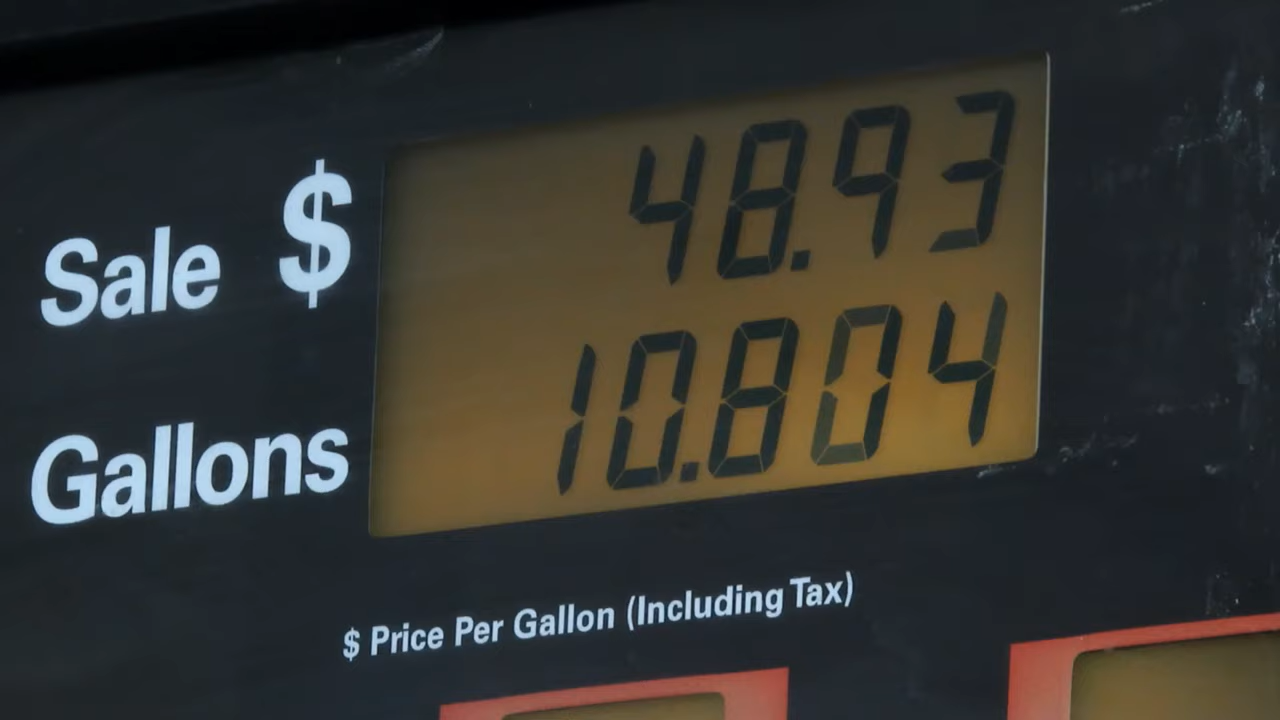 Sale $ 48.93
Gallons 10.804
$ Price Per Gallon (Including Tax)